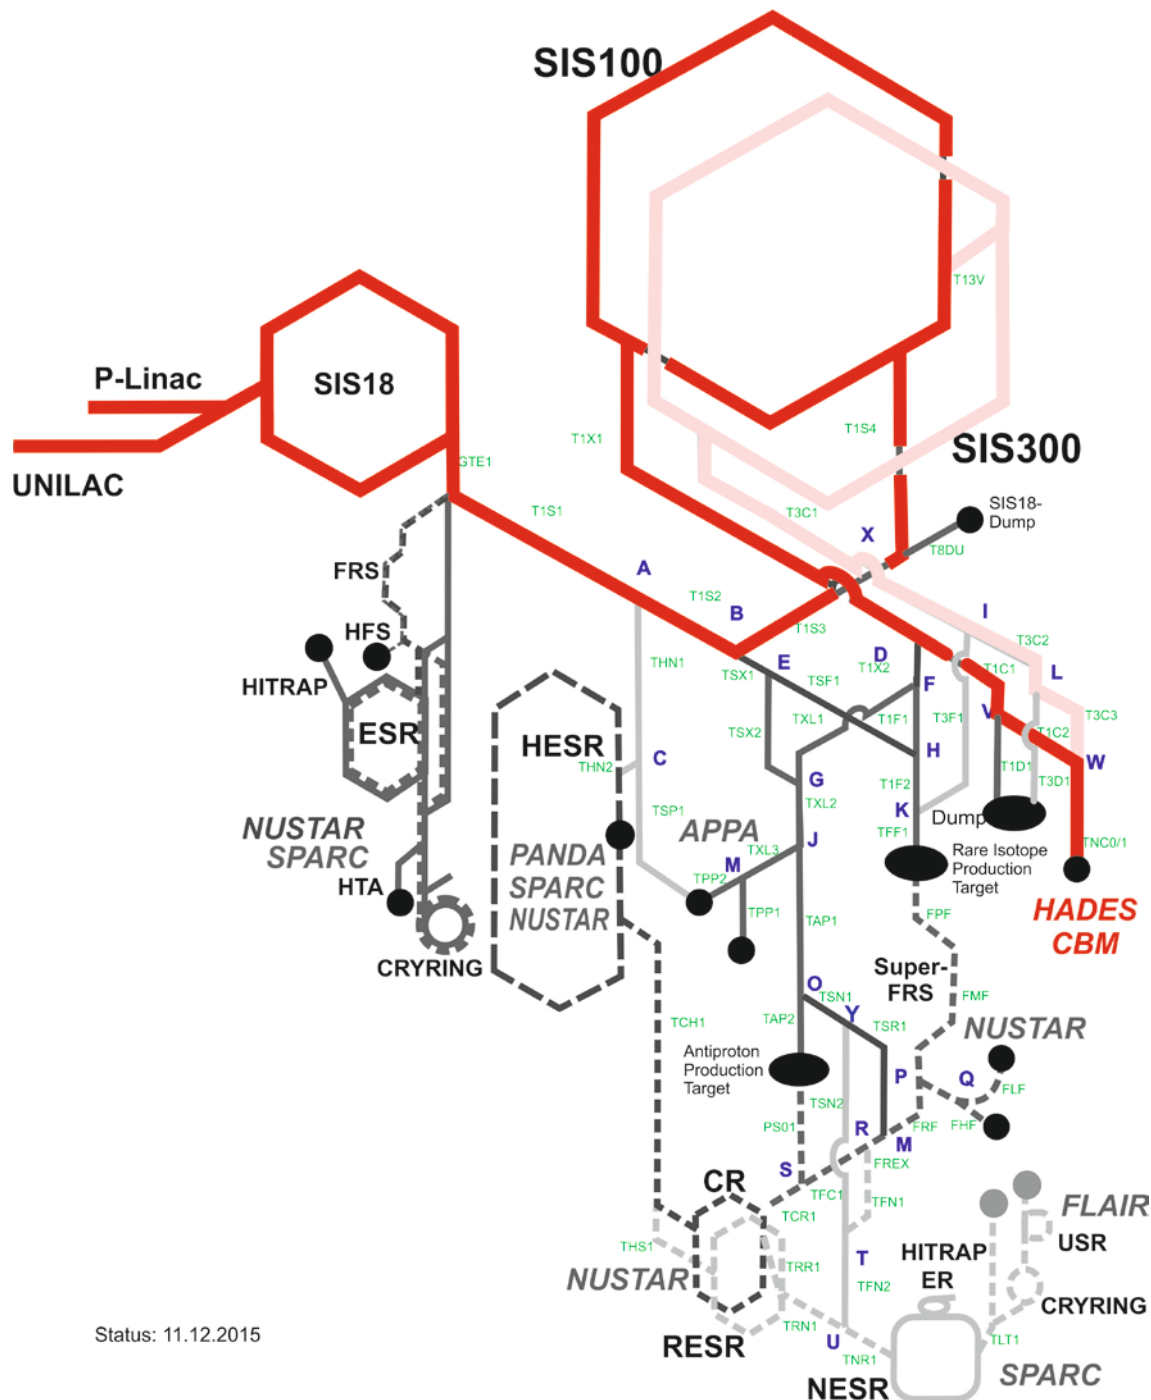 SIS100
T13V
P-Linac
SIS18
T1X1
T1S4
SIS300
UNILAC
GTE1
SIS18-
Dump
T1S1
T3C1
X
T8DU
FRS
A
T1S2
B
I
HFS
T1S3
D
T3C2
HITRAP
THN1
TSX1
E
TSF1
T1X2
T1C1
L
ESR
HESR
TXL1
T1F1
F
T3F1
V
T3C3
TSX2
T1C2
THN2
C
G
H
T1D1
W
T1F2
T3D1
TSP1
TXL2
K
Dump
NUSTAR
SPARC
APPA
J
TFF1
TNC0/1
PANDA
SPARC
NUSTAR
M
TXL3
Rare Isotope
Production
Target
HTA
TPP2
TPP1
TAP1
FPF
HADES
CBM
CRYRING
Super-
FRS
O
TSN1
FMF
TCH1
TAP2
Y
TSR1
NUSTAR
Antiproton
Production
Target
P
Q
FLF
TSN2
PS01
R
M
FRF
FHF
S
FREX
CR
TFC1
TFN1
TCR1
FLAIR
USR
THS1
NUSTAR
TRR1
T
TFN2
HITRAP
ER
CRYRING
TRN1
Status: 11.12.2015
RESR
U
TNR1
TLT1
SPARC
NESR